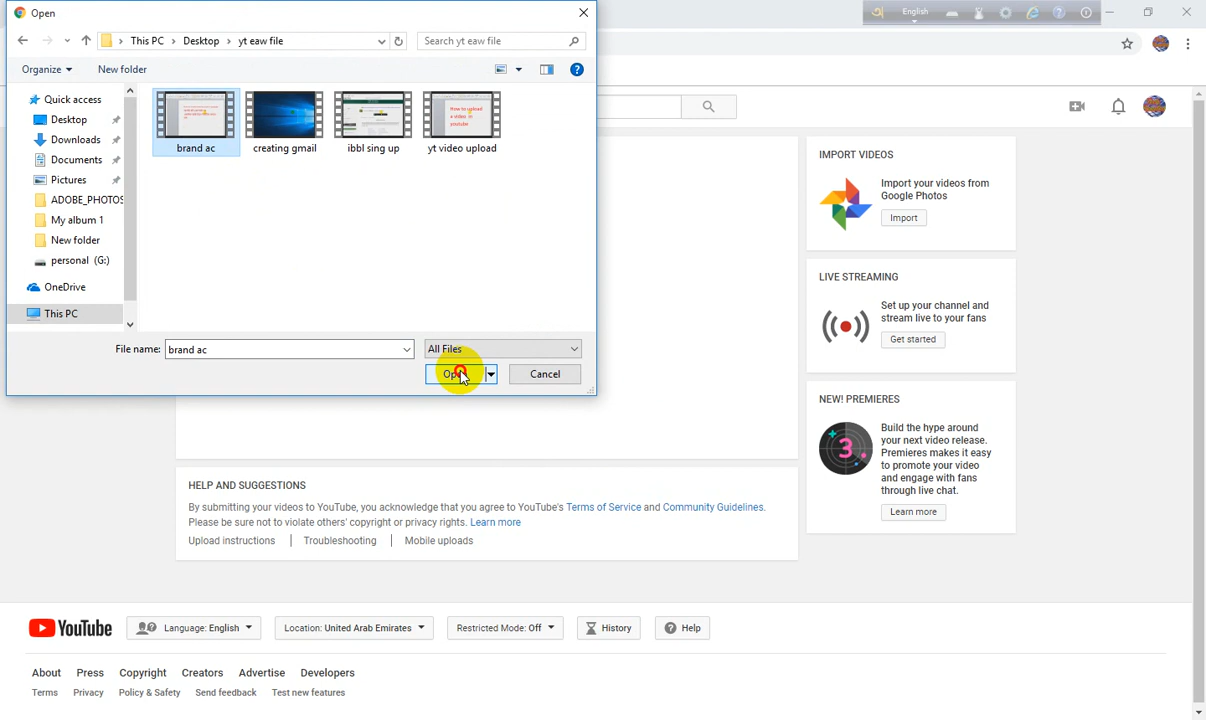 Open
English
This PC > Desktop > yt eaw file
Search yt eaw file
Organize
New folder
Quick access
Desktop
Downloads
Documents
Pictures
ADOBE_PHOTOS
My album 1
New folder
personal (G:)
OneDrive
This PC
brand ac
creating gmail
ibbl sing up
How to upload
a video in
youtube
yt video upload
File name:
brand ac
All Files
Cancel
IMPORT VIDEOS
Import your videos from
Google Photos
Import
LIVE STREAMING
Set up your channel and
stream live to your fans
Get started
NEW! PREMIERES
3
Build the hype around
your next video release.
Premieres makes it easy
to promote your video
and engage with fans
through live chat.
Learn more
HELP AND SUGGESTIONS
By submitting your videos to YouTube, you acknowledge that you agree to YouTube's Terms of Service and Community Guidelines.
Please be sure not to violate others' copyright or privacy rights. Learn more
Upload instructions
Troubleshooting
Mobile uploads
YouTube
Language: English
Location: United Arab Emirates
Restricted Mode: Off
History
Help
About
Press
Copyright
Creators
Advertise
Developers
Terms
Privacy
Policy & Safety
Send feedback
Test new features